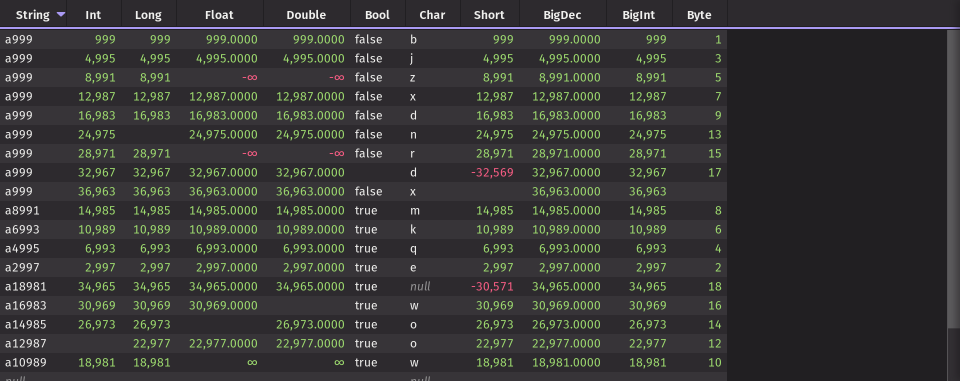 String Int Long Float Double Bool Char Short BigDec BigInt Byte
a999 999 999 999.0000 999.0000 false b 999 999.0000 999 1
a999 4,995 4,995 4,995.0000 4,995.0000 false j 4,995 4,995.0000 4,995 3
a999 8,991 8,991 -∞ -∞ false z 8,991 8,991.0000 8,991 5
a999 12,987 12,987 12,987.0000 12,987.0000 false x 12,987 12,987.0000 12,987 7
a999 16,983 16,983 16,983.0000 16,983.0000 false d 16,983 16,983.0000 16,983 9
a999 24,975 24,975.0000 24,975.0000 false n 24,975 24,975.0000 24,975 13
a999 28,971 28,971 -∞ -∞ false r 28,971 28,971.0000 28,971 15
a999 32,967 32,967 32,967.0000 32,967.0000 d -32,569 32,967.0000 32,967 17
a999 36,963 36,963 36,963.0000 36,963.0000 false x 36,963.0000 36,963
a8991 14,985 14,985 14,985.0000 14,985.0000 true m 14,985 14,985.0000 14,985 8
a6993 10,989 10,989 10,989.0000 10,989.0000 true k 10,989 10,989.0000 10,989 6
a4995 6,993 6,993 6,993.0000 6,993.0000 true q 6,993 6,993.0000 6,993 4
a2997 2,997 2,997 2,997.0000 2,997.0000 true e 2,997 2,997.0000 2,997 2
a18981 34,965 34,965 34,965.0000 34,965.0000 true null -30,571 34,965.0000 34,965 18
a16983 30,969 30,969 30,969.0000 true w 30,969 30,969.0000 30,969 16
a14985 26,973 26,973 26,973.0000 true o 26,973 26,973.0000 26,973 14
a12987 22,977 22,977.0000 22,977.0000 true o 22,977 22,977.0000 22,977 12
a10989 18,981 18,981 ∞ ∞ true w 18,981 18,981.0000 18,981 10
null null